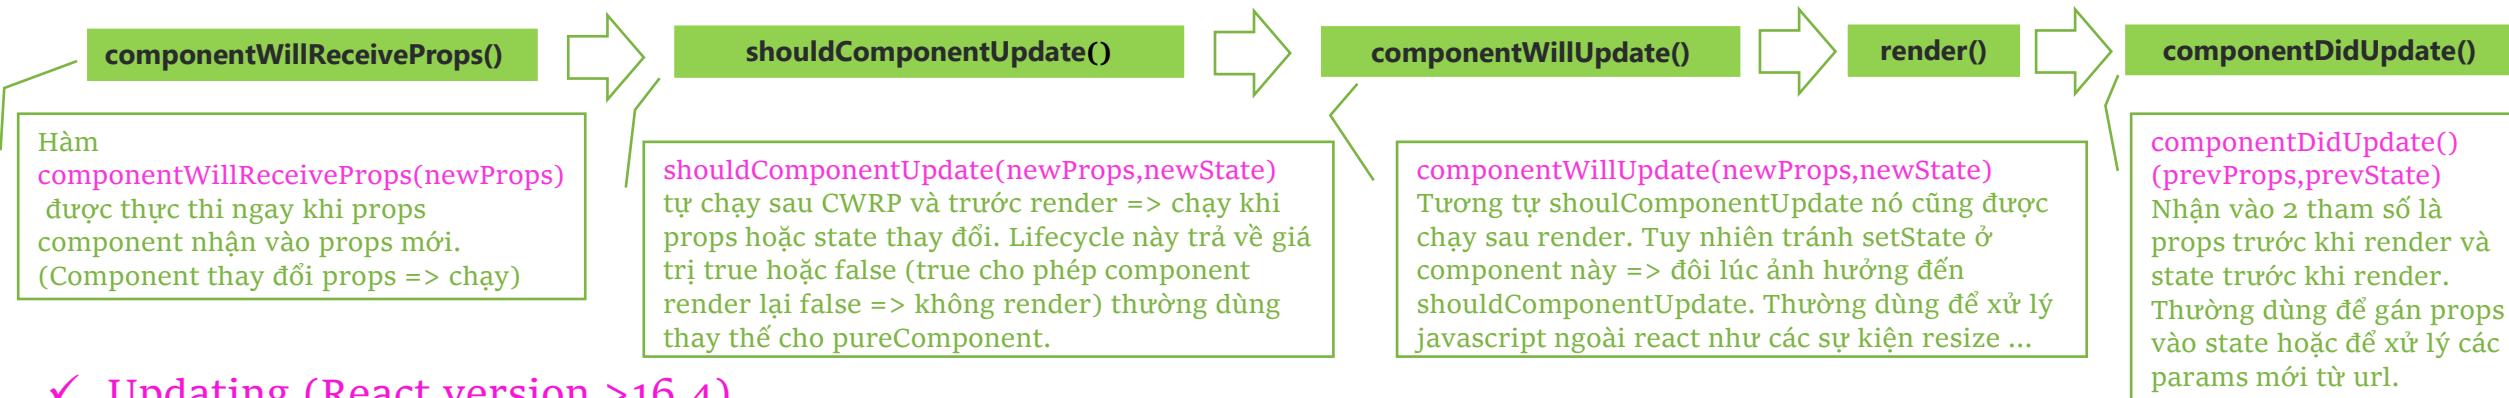 componentWillReceiveProps()
shouldComponentUpdate()
componentWillUpdate()
render()
componentDidUpdate()
Hàm
componentWillReceiveProps(newProps)
được thực thi ngay khi props
component nhận vào props mới.
(Component thay đổi props => chạy)
shouldComponentUpdate(newProps,newState)
tự chạy sau CWRP và trước render => chạy khi
props hoặc state thay đổi. Lifecycle này trả về giá
trị true hoặc false (true cho phép component
render lại false => không render) thường dùng
thay thế cho pureComponent.
componentWillUpdate(newProps,newState)
Tương tự shoulComponentUpdate nó cũng được
chạy sau render. Tuy nhiên tránh setState ở
component này => đôi lúc ảnh hưởng đến
shouldComponentUpdate. Thường dùng để xử lý
javascript ngoài react như các sự kiện resize ...
componentDidUpdate()
(prevProps,prevState)
Nhận vào 2 tham số là
props trước khi render và
state trước khi render.
Thường dùng để gán props
vào state hoặc để xử lý các
params mới từ url.
✓ Updating (React version >16.4)